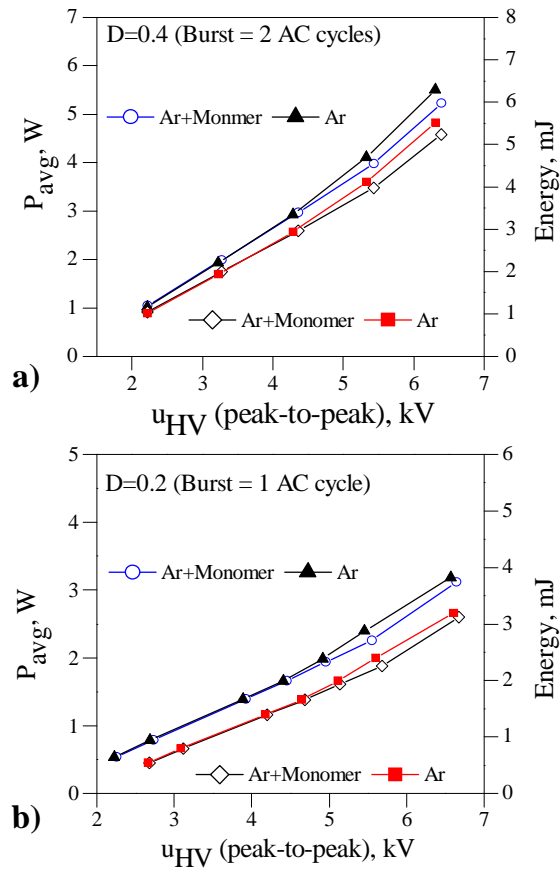 D=0.4 (Burst = 2 AC cycles)
Ar+Monmer
Ar
Ar+Monomer
Ar
7
6
5
4
3
2
1
0
P_avg, W
8
7
6
5
4
3
2
1
0
Energy, mJ
2 3 4 5 6 7
u_HV (peak-to-peak), kV
a)
D=0.2 (Burst = 1 AC cycle)
Ar+Monomer
Ar
Ar+Monomer
Ar
5
4
3
2
1
0
P_avg, W
6
5
4
3
2
1
0
Energy, mJ
2 3 4 5 6 7
u_HV (peak-to-peak), kV
b)